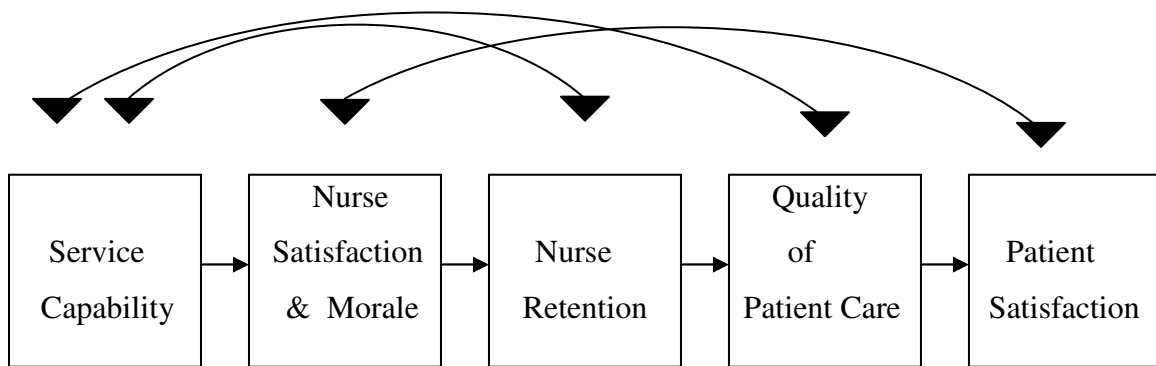 Service
Capability
Nurse
Satisfaction
& Morale
Nurse
Retention
Quality
of
Patient Care
Patient
Satisfaction